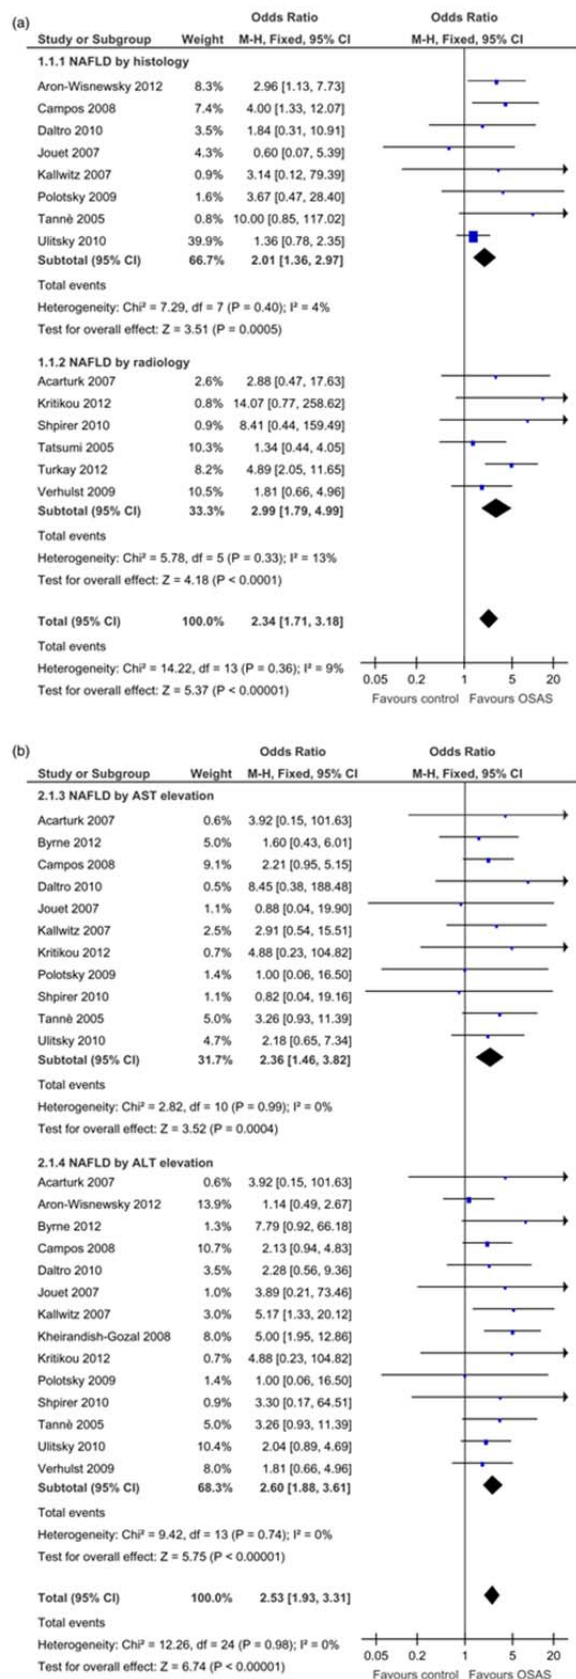 (a)
Odds Ratio Odds Ratio
Study or Subgroup Weight M-H, Fixed, 95% CI M-H, Fixed, 95% CI
1.1.1 NAFLD by histology
Aron-Wisnewsky 2012 8.3% 2.96 [1.13, 7.73]
Campos 2008 7.4% 4.00 [1.33, 12.07]
Daltro 2010 3.5% 1.84 [0.31, 10.91]
Jouet 2007 4.3% 0.60 [0.07, 5.39]
Kallwitz 2007 0.9% 3.14 [0.12, 79.39]
Polotsky 2009 1.6% 3.67 [0.47, 28.40]
Tannè 2005 0.8% 10.00 [0.85, 117.02]
Ulitsky 2010 39.9% 1.36 [0.78, 2.35]
Subtotal (95% CI) 66.7% 2.01 [1.36, 2.97]
Total events
Heterogeneity: Chi² = 7.29, df = 7 (P = 0.40); I² = 4%
Test for overall effect: Z = 3.51 (P = 0.0005)
1.1.2 NAFLD by radiology
Acarturk 2007 2.6% 2.88 [0.47, 17.63]
Kritikou 2012 0.8% 14.07 [0.77, 258.62]
Shpirer 2010 0.9% 8.41 [0.44, 159.49]
Tatsumi 2005 10.3% 1.34 [0.44, 4.05]
Turkay 2012 8.2% 4.89 [2.05, 11.65]
Verhulst 2009 10.5% 1.81 [0.66, 4.96]
Subtotal (95% CI) 33.3% 2.99 [1.79, 4.99]
Total events
Heterogeneity: Chi² = 5.78, df = 5 (P = 0.33); I² = 13%
Test for overall effect: Z = 4.18 (P < 0.0001)
Total (95% CI) 100.0% 2.34 [1.71, 3.18]
Total events
Heterogeneity: Chi² = 14.22, df = 13 (P = 0.36); I² = 9%
Test for overall effect: Z = 5.37 (P < 0.00001)
0.05 0.2 1 5 20
Favours control Favours OSAS
(b)
Odds Ratio Odds Ratio
Study or Subgroup Weight M-H, Fixed, 95% CI M-H, Fixed, 95% CI
2.1.3 NAFLD by AST elevation
Acarturk 2007 0.6% 3.92 [0.15, 101.63]
Byrne 2012 5.0% 1.60 [0.43, 6.01]
Campos 2008 9.1% 2.21 [0.95, 5.15]
Daltro 2010 0.5% 8.45 [0.38, 188.48]
Jouet 2007 1.1% 0.88 [0.04, 19.90]
Kallwitz 2007 2.5% 2.91 [0.54, 15.51]
Kritikou 2012 0.7% 4.88 [0.23, 104.82]
Polotsky 2009 1.4% 1.00 [0.06, 16.50]
Shpirer 2010 1.1% 0.82 [0.04, 19.16]
Tannè 2005 5.0% 3.26 [0.93, 11.39]
Ulitsky 2010 4.7% 2.18 [0.65, 7.34]
Subtotal (95% CI) 31.7% 2.36 [1.46, 3.82]
Total events
Heterogeneity: Chi² = 2.82, df = 10 (P = 0.99); I² = 0%
Test for overall effect: Z = 3.52 (P = 0.0004)
2.1.4 NAFLD by ALT elevation
Acarturk 2007 0.6% 3.92 [0.15, 101.63]
Aron-Wisnewsky 2012 13.9% 1.14 [0.49, 2.67]
Byrne 2012 1.3% 7.79 [0.92, 66.18]
Campos 2008 10.7% 2.13 [0.94, 4.83]
Daltro 2010 3.5% 2.28 [0.56, 9.36]
Jouet 2007 1.0% 3.89 [0.21, 73.46]
Kallwitz 2007 3.0% 5.17 [1.33, 20.12]
Kheirandish-Gozal 2008 8.0% 5.00 [1.95, 12.86]
Kritikou 2012 0.7% 4.88 [0.23, 104.82]
Polotsky 2009 1.4% 1.00 [0.06, 16.50]
Shpirer 2010 0.9% 3.30 [0.17, 64.51]
Tannè 2005 5.0% 3.26 [0.93, 11.39]
Ulitsky 2010 10.4% 2.04 [0.89, 4.69]
Verhulst 2009 8.0% 1.81 [0.66, 4.96]
Subtotal (95% CI) 68.3% 2.60 [1.88, 3.61]
Total events
Heterogeneity: Chi² = 9.42, df = 13 (P = 0.74); I² = 0%
Test for overall effect: Z = 5.75 (P < 0.00001)
Total (95% CI) 100.0% 2.53 [1.93, 3.31]
Total events
Heterogeneity: Chi² = 12.26, df = 24 (P = 0.98); I² = 0%
Test for overall effect: Z = 6.74 (P < 0.00001)
0.05 0.2 1 5 20
Favours control Favours OSAS